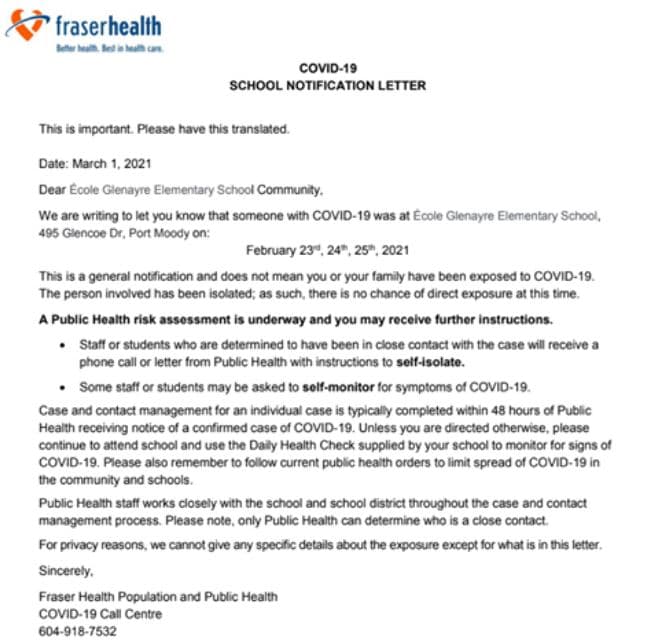 fraserhealth
Better health. Best in health care.
COVID-19
SCHOOL NOTIFICATION LETTER
This is important. Please have this translated.
Date: March 1, 2021
Dear École Glenayre Elementary School Community,
We are writing to let you know that someone with COVID-19 was at École Glenayre Elementary School,
495 Glencoe Dr, Port Moody on:
February 23rd, 24th, 25th, 2021
This is a general notification and does not mean you or your family have been exposed to COVID-19.
The person involved has been isolated; as such, there is no chance of direct exposure at this time.
A Public Health risk assessment is underway and you may receive further instructions.
• Staff or students who are determined to have been in close contact with the case will receive a
phone call or letter from Public Health with instructions to self-isolate.
• Some staff or students may be asked to self-monitor for symptoms of COVID-19.
Case and contact management for an individual case is typically completed within 48 hours of Public
Health receiving notice of a confirmed case of COVID-19. Unless you are directed otherwise, please
continue to attend school and use the Daily Health Check supplied by your school to monitor for signs of
COVID-19. Please also remember to follow current public health orders to limit spread of COVID-19 in
the community and schools.
Public Health staff works closely with the school and school district throughout the case and contact
management process. Please note, only Public Health can determine who is a close contact.
For privacy reasons, we cannot give any specific details about the exposure except for what is in this letter.
Sincerely,
Fraser Health Population and Public Health
COVID-19 Call Centre
604-918-7532